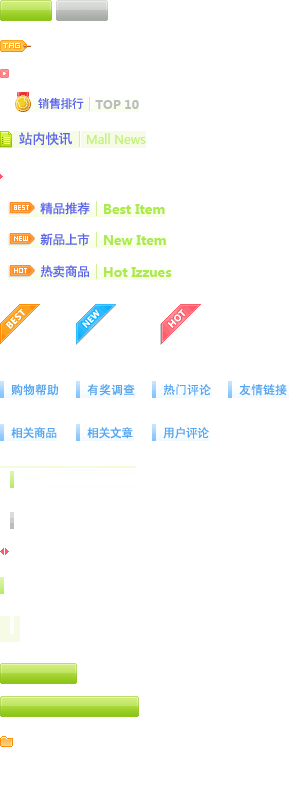 TAG
销售排行 TOP 10
站内快讯 Mall News
BEST 精品推荐 Best Item
NEW 新品上市 New Item
HOT 热卖商品 Hot Izzues
BEST NEW HOT
购物帮助 有奖调查 热门评论 友情链接
相关商品 相关文章 用户评论